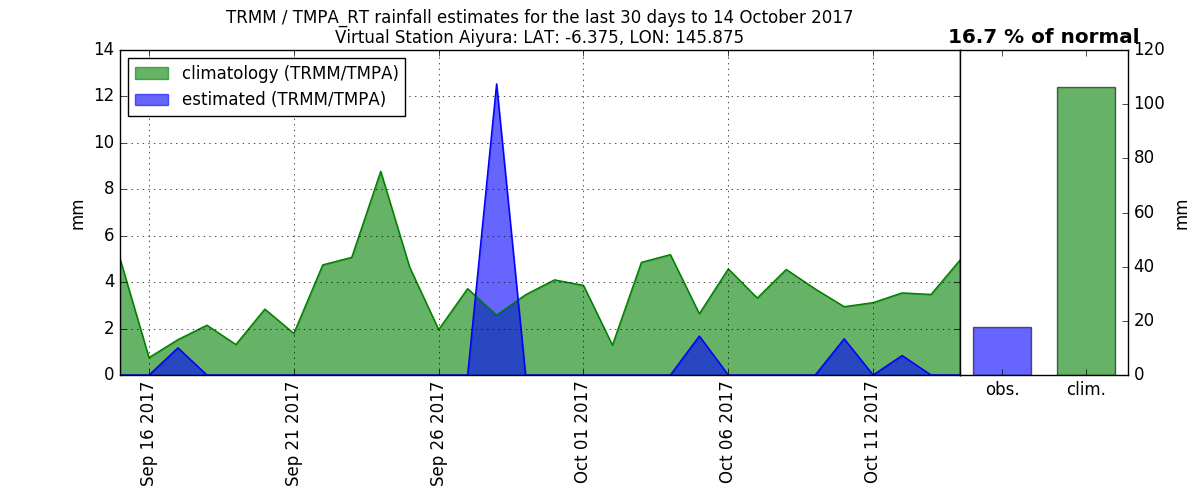 TRMM / TMPA_RT rainfall estimates for the last 30 days to 14 October 2017
Virtual Station Aiyura: LAT: -6.375, LON: 145.875
16.7 % of normal
climatology (TRMM/TMPA)
estimated (TRMM/TMPA)
14
12
10
8
6
4
2
0
mm
Sep 16 2017
Sep 21 2017
Sep 26 2017
Oct 01 2017
Oct 06 2017
Oct 11 2017
obs.
clim.
120
100
80
60
40
20
0
mm